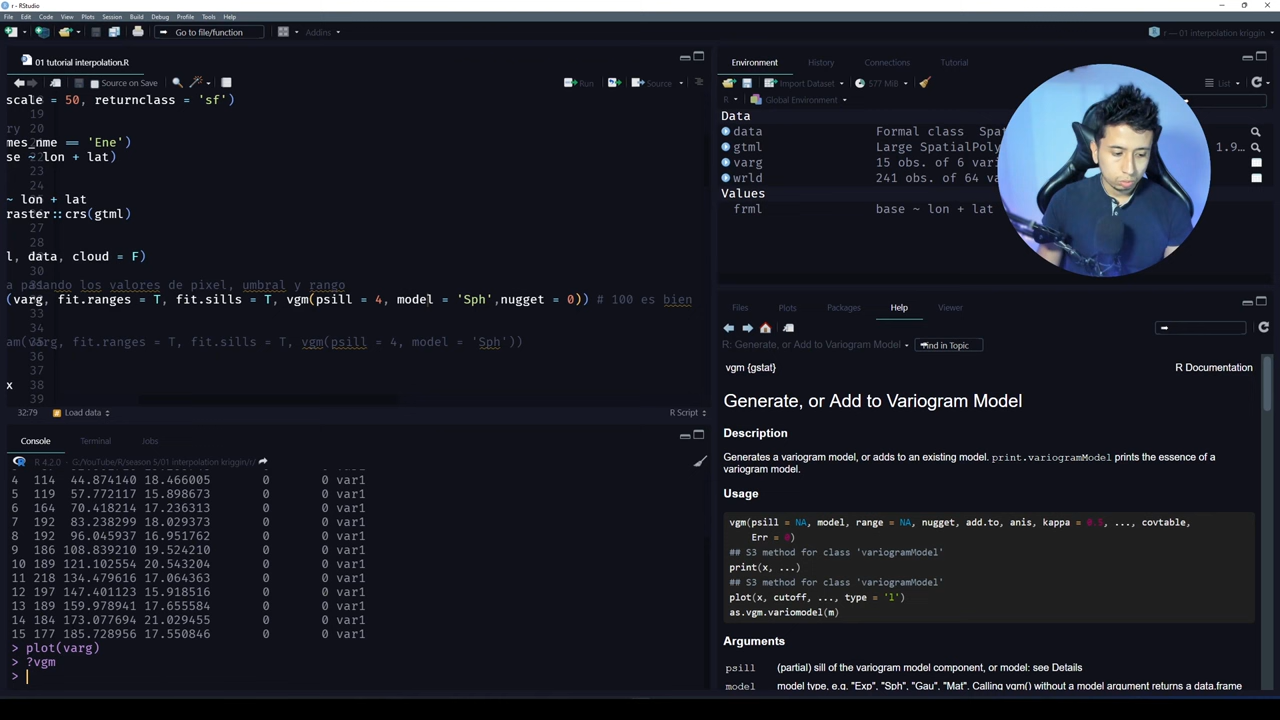 r - RStudio
File Edit Code View Plots Session Build Debug Profile Tools Help
Go to file/function
Addins
r — 01 interpolation kriggin
01 tutorial interpolation.R
Source on Save
Run
Source
scale = 50, returnclass = 'sf')
19
ry 20
mes_nme == 'Ene')
se ~ lon + lat)
23
24
~ lon + lat
raster::crs(gtml)
27
28
l, data, cloud = F)
30
a pasando los valores de pixel, umbral y rango
(varg, fit.ranges = T, fit.sills = T, vgm(psill = 4, model = 'Sph',nugget = 0)) # 100 es bien
33
34
am(varg, fit.ranges = T, fit.sills = T, vgm(psill = 4, model = 'Sph'))
36
37
x 38
39
32:79
Load data
R Script
Console Terminal Jobs
R 4.2.0 · G:/YouTube/R/season 5/01 interpolation kriggin/r/
4 114 44.874140 18.466005 0 0 var1
5 119 57.772117 15.898673 0 0 var1
6 164 70.418214 17.236313 0 0 var1
7 192 83.238299 18.029373 0 0 var1
8 192 96.045937 16.951762 0 0 var1
9 186 108.839210 19.524210 0 0 var1
10 189 121.102554 20.543204 0 0 var1
11 218 134.479616 17.064363 0 0 var1
12 197 147.401123 15.918516 0 0 var1
13 189 159.978941 17.655584 0 0 var1
14 184 173.077694 21.029455 0 0 var1
15 177 185.728956 17.550846 0 0 var1
> plot(varg)
> ?vgm
>
Environment History Connections Tutorial
Import Dataset
577 MiB
List
R
Global Environment
Data
data Formal class Spa
gtml Large SpatialPoly 1.9…
varg 15 obs. of 6 vari
wrld 241 obs. of 64 va
Values
frml base ~ lon + lat
Files Plots Packages Help Viewer
R: Generate, or Add to Variogram Model
Find in Topic
vgm {gstat}
R Documentation
Generate, or Add to Variogram Model
Description
Generates a variogram model, or adds to an existing model. print.variogramModel prints the essence of a
variogram model.
Usage
vgm(psill = NA, model, range = NA, nugget, add.to, anis, kappa = 0.5, ..., covtable,
Err = 0)
## S3 method for class 'variogramModel'
print(x, ...)
## S3 method for class 'variogramModel'
plot(x, cutoff, ..., type = 'l')
as.vgm.variomodel(m)
Arguments
psill (partial) sill of the variogram model component, or model: see Details
model model type, e.g. "Exp", "Sph", "Gau", "Mat". Calling vgm() without a model argument returns a data.frame